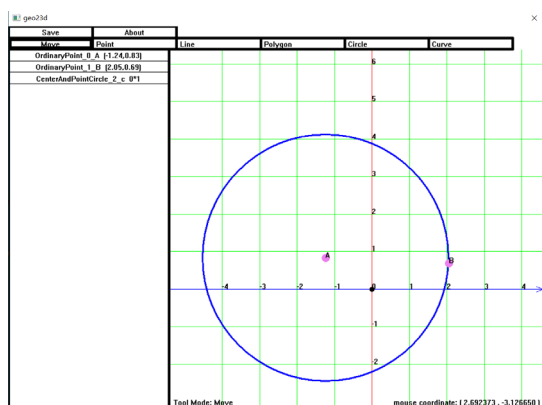 geo23d
Save About
Move Point Line Polygon Circle Curve
OrdinaryPoint_0_A (-1.24,0.83)
OrdinaryPoint_1_B (2.05,0.69)
CenterAndPointCircle_2_c 0*1
6
5
4
3
2
1
A
B
-4 -3 -2 -1 0 1 2 3 4
-1
-2
Tool Mode: Move mouse coordinate: ( 2.692373 , -3.126650 )